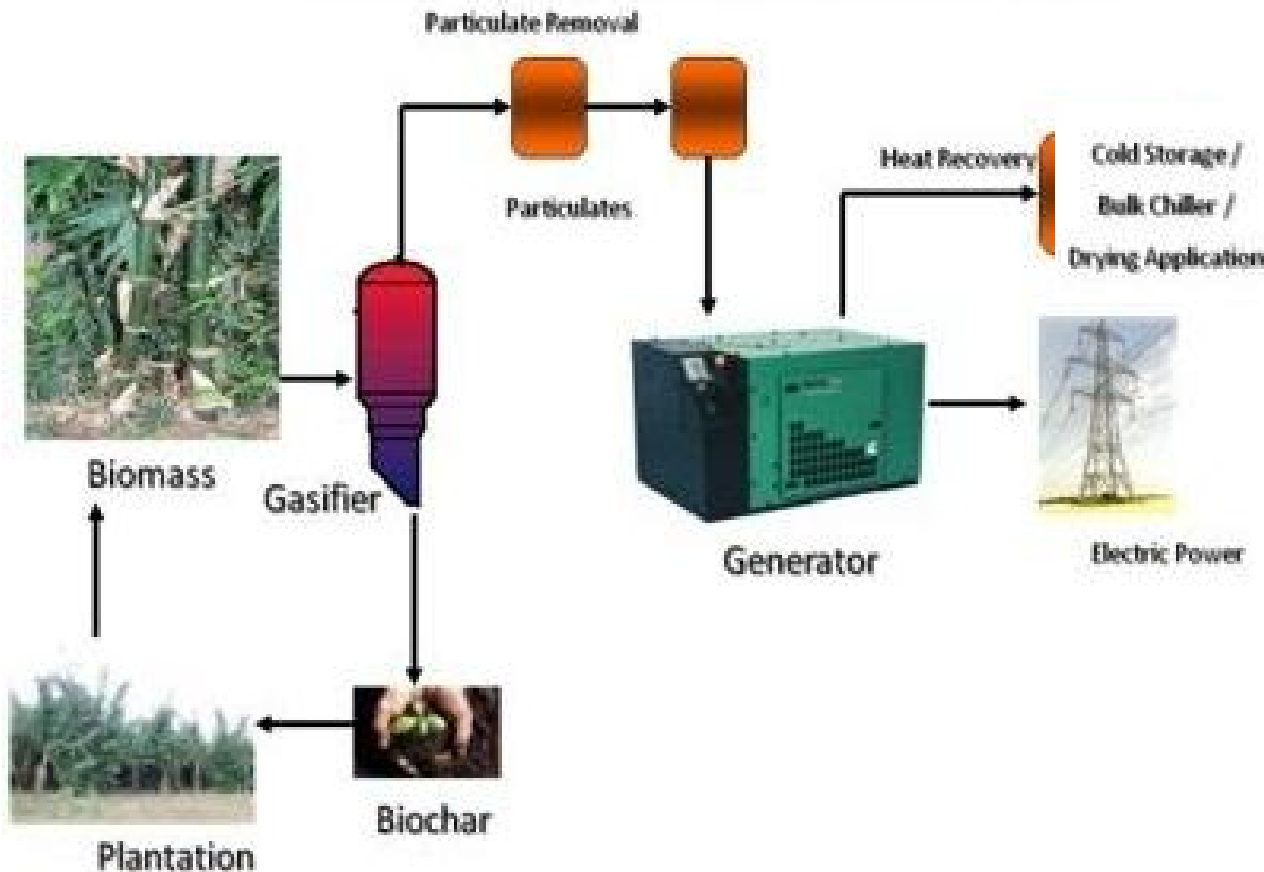 Particulate Removal
Particulates
Heat Recovery
Cold Storage /
Bulk Chiller /
Drying Application
Biomass
Gasifier
Generator
Electric Power
Biochar
Plantation